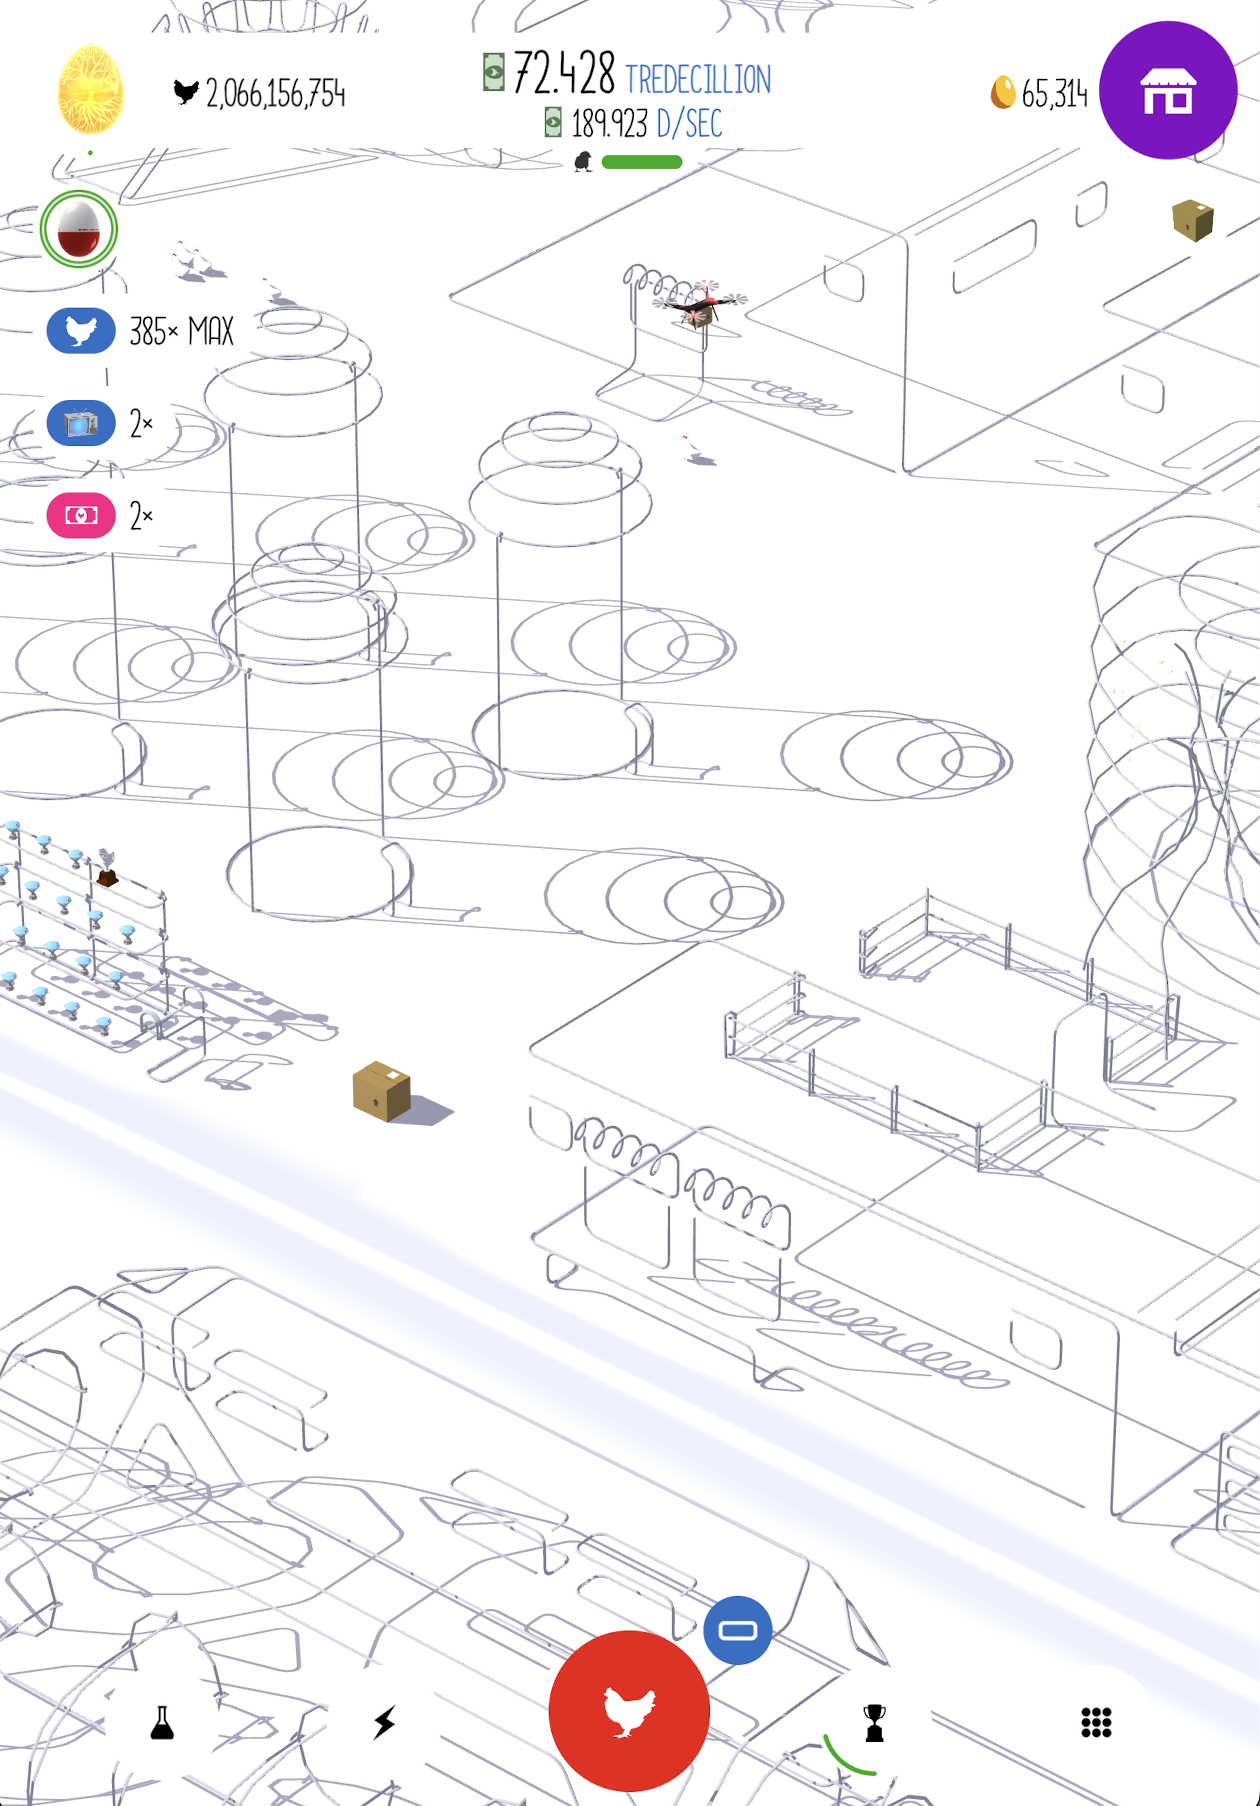 2,066,156,754
72.428 TREDECILLION
189.923 D/SEC
65,314
385× MAX
2×
2×